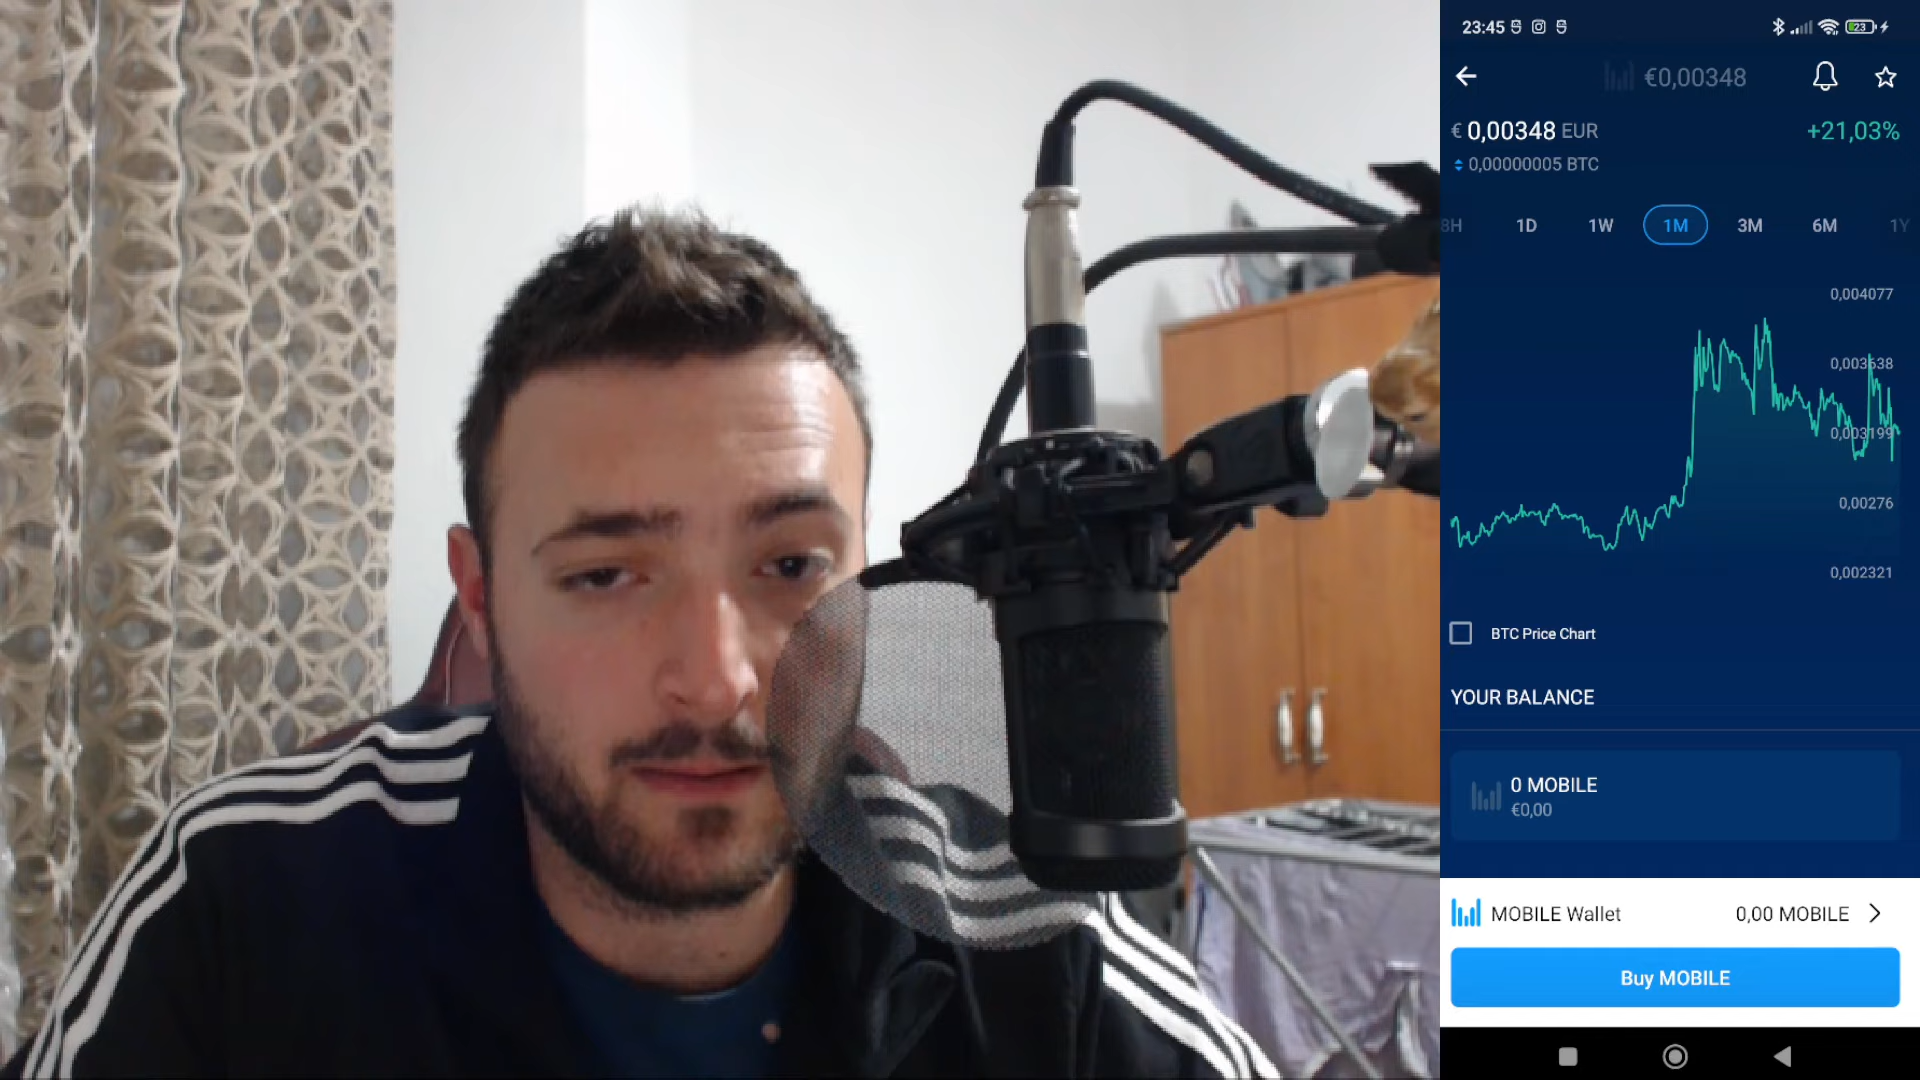 23:45
23
€0,00348
€ 0,00348 EUR
+21,03%
0,00000005 BTC
8H 1D 1W 1M 3M 6M 1Y
0,004077
0,003638
0,003199
0,00276
0,002321
BTC Price Chart
YOUR BALANCE
0 MOBILE
€0,00
MOBILE Wallet
0,00 MOBILE
Buy MOBILE